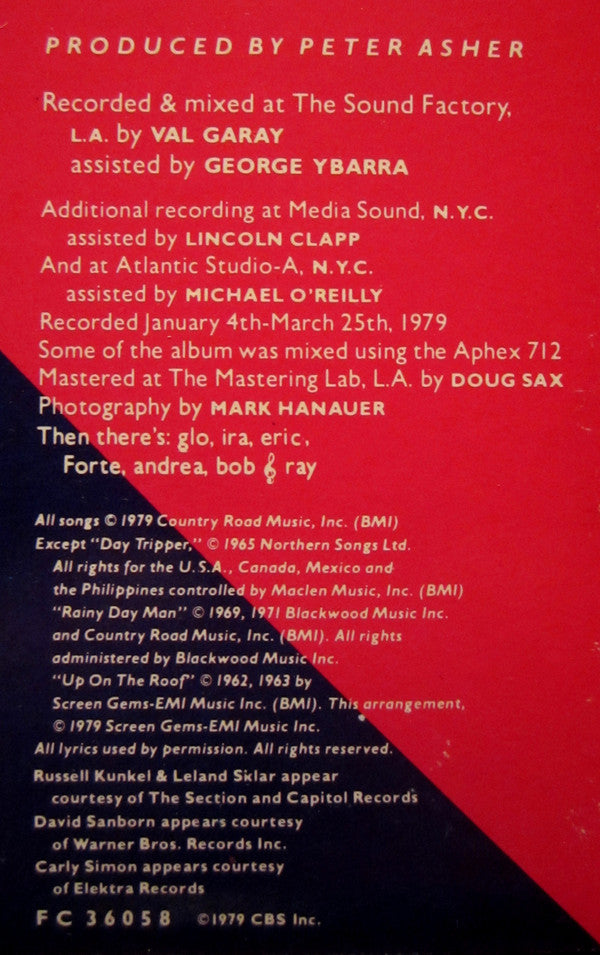 PRODUCED BY PETER ASHER
Recorded & mixed at The Sound Factory,
L.A. by VAL GARAY
assisted by GEORGE YBARRA
Additional recording at Media Sound, N.Y.C.
assisted by LINCOLN CLAPP
And at Atlantic Studio-A, N.Y.C.
assisted by MICHAEL O'REILLY
Recorded January 4th-March 25th, 1979
Some of the album was mixed using the Aphex 712
Mastered at The Mastering Lab, L.A. by DOUG SAX
Photography by MARK HANAUER
Then there's: glo, ira, eric,
Forte, andrea, bob 𝄞 ray
All songs © 1979 Country Road Music, Inc. (BMI)
Except "Day Tripper," © 1965 Northern Songs Ltd.
All rights for the U.S.A., Canada, Mexico and
the Philippines controlled by Maclen Music, Inc. (BMI)
"Rainy Day Man" © 1969, 1971 Blackwood Music Inc.
and Country Road Music, Inc. (BMI). All rights
administered by Blackwood Music Inc.
"Up On The Roof" © 1962, 1963 by
Screen Gems-EMI Music Inc. (BMI). This arrangement,
© 1979 Screen Gems-EMI Music Inc.
All lyrics used by permission. All rights reserved.
Russell Kunkel & Leland Sklar appear
courtesy of The Section and Capitol Records
David Sanborn appears courtesy
of Warner Bros. Records Inc.
Carly Simon appears courtesy
of Elektra Records
FC 36058 ©1979 CBS Inc.